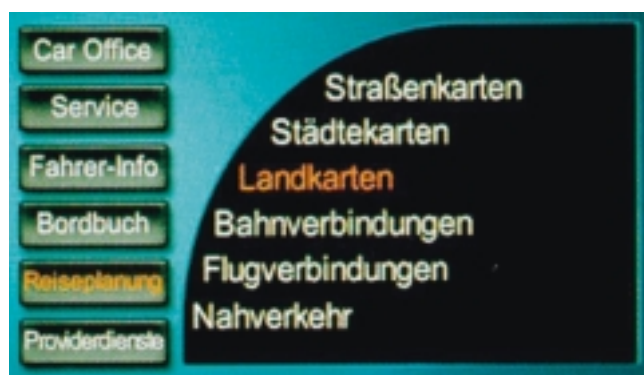 Car Office
Service
Fahrer-Info
Bordbuch
Reiseplanung
Providerdienste
Straßenkarten
Städtekarten
Landkarten
Bahnverbindungen
Flugverbindungen
Nahverkehr